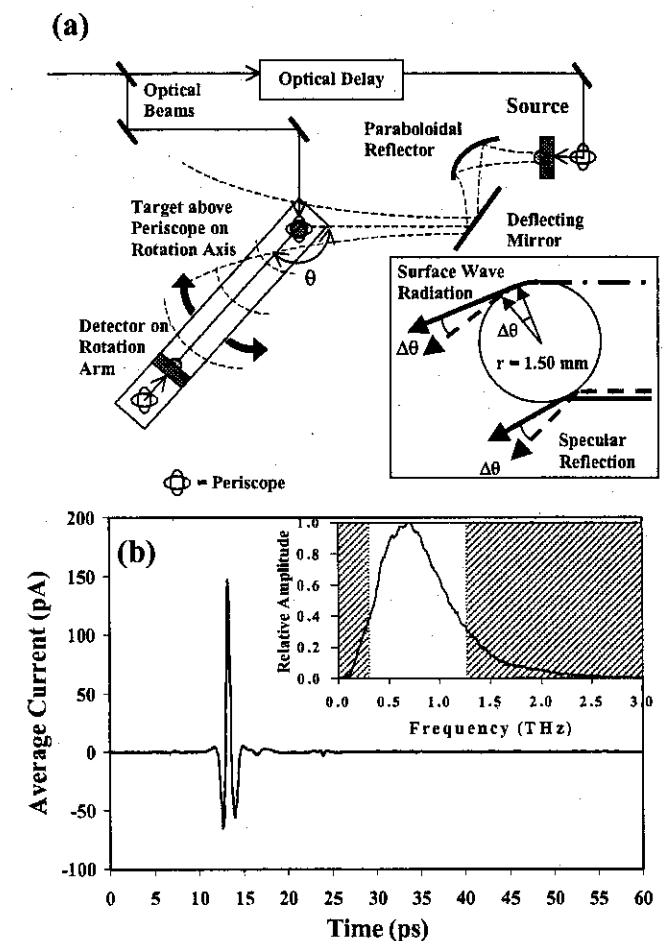 (a)
Optical Delay
Optical
Beams
Source
Paraboloidal
Reflector
Target above
Periscope on
Rotation Axis
Deflecting
Mirror
θ
Detector on
Rotation
Arm
Surface Wave
Radiation
Δθ
Δθ
r = 1.50 mm
Specular
Reflection
Δθ
= Periscope
(b)
Average Current (pA)
200
150
100
50
0
-50
-100
0 5 10 15 20 25 30 35 40 45 50 55 60
Time (ps)
Relative Amplitude
1.0
0.8
0.6
0.4
0.2
0.0
0.0 0.5 1.0 1.5 2.0 2.5 3.0
Frequency (THz)